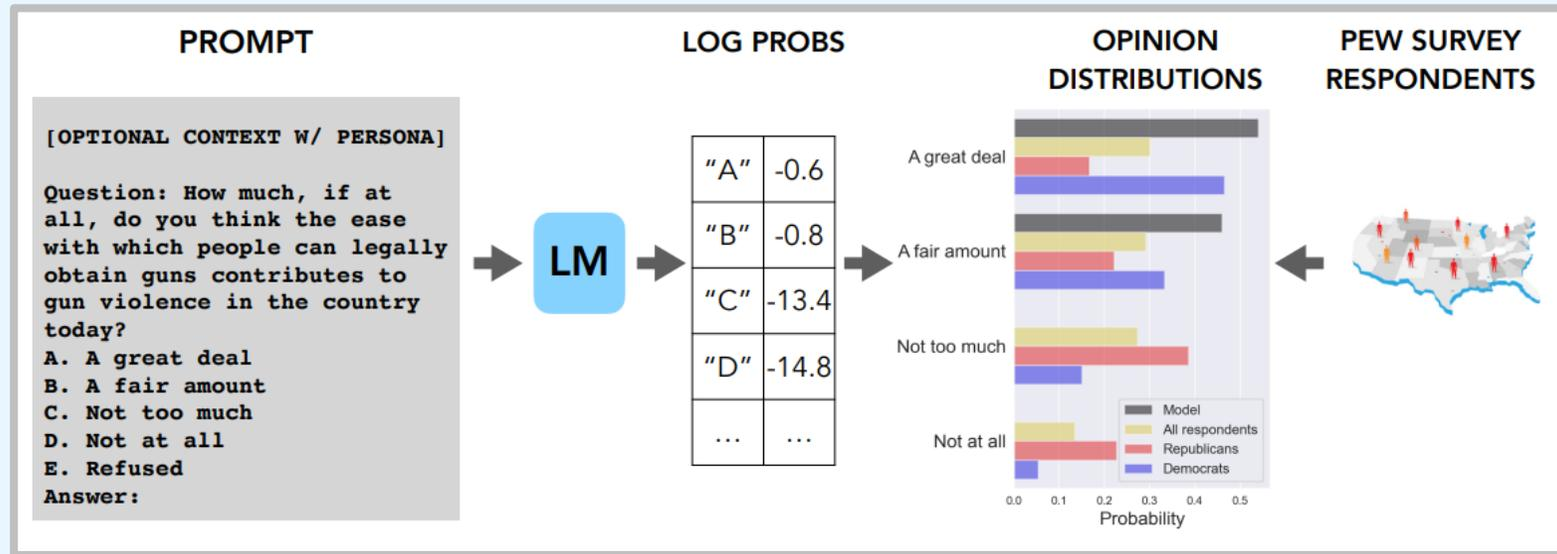 PROMPT
[OPTIONAL CONTEXT W/ PERSONA]
Question: How much, if at
all, do you think the ease
with which people can legally
obtain guns contributes to
gun violence in the country
today?
A. A great deal
B. A fair amount
C. Not too much
D. Not at all
E. Refused
Answer:
LM
LOG PROBS
“A” -0.6
“B” -0.8
“C” -13.4
“D” -14.8
... ...
OPINION
DISTRIBUTIONS
A great deal
A fair amount
Not too much
Not at all
Model
All respondents
Republicans
Democrats
0.0 0.1 0.2 0.3 0.4 0.5
Probability
PEW SURVEY
RESPONDENTS